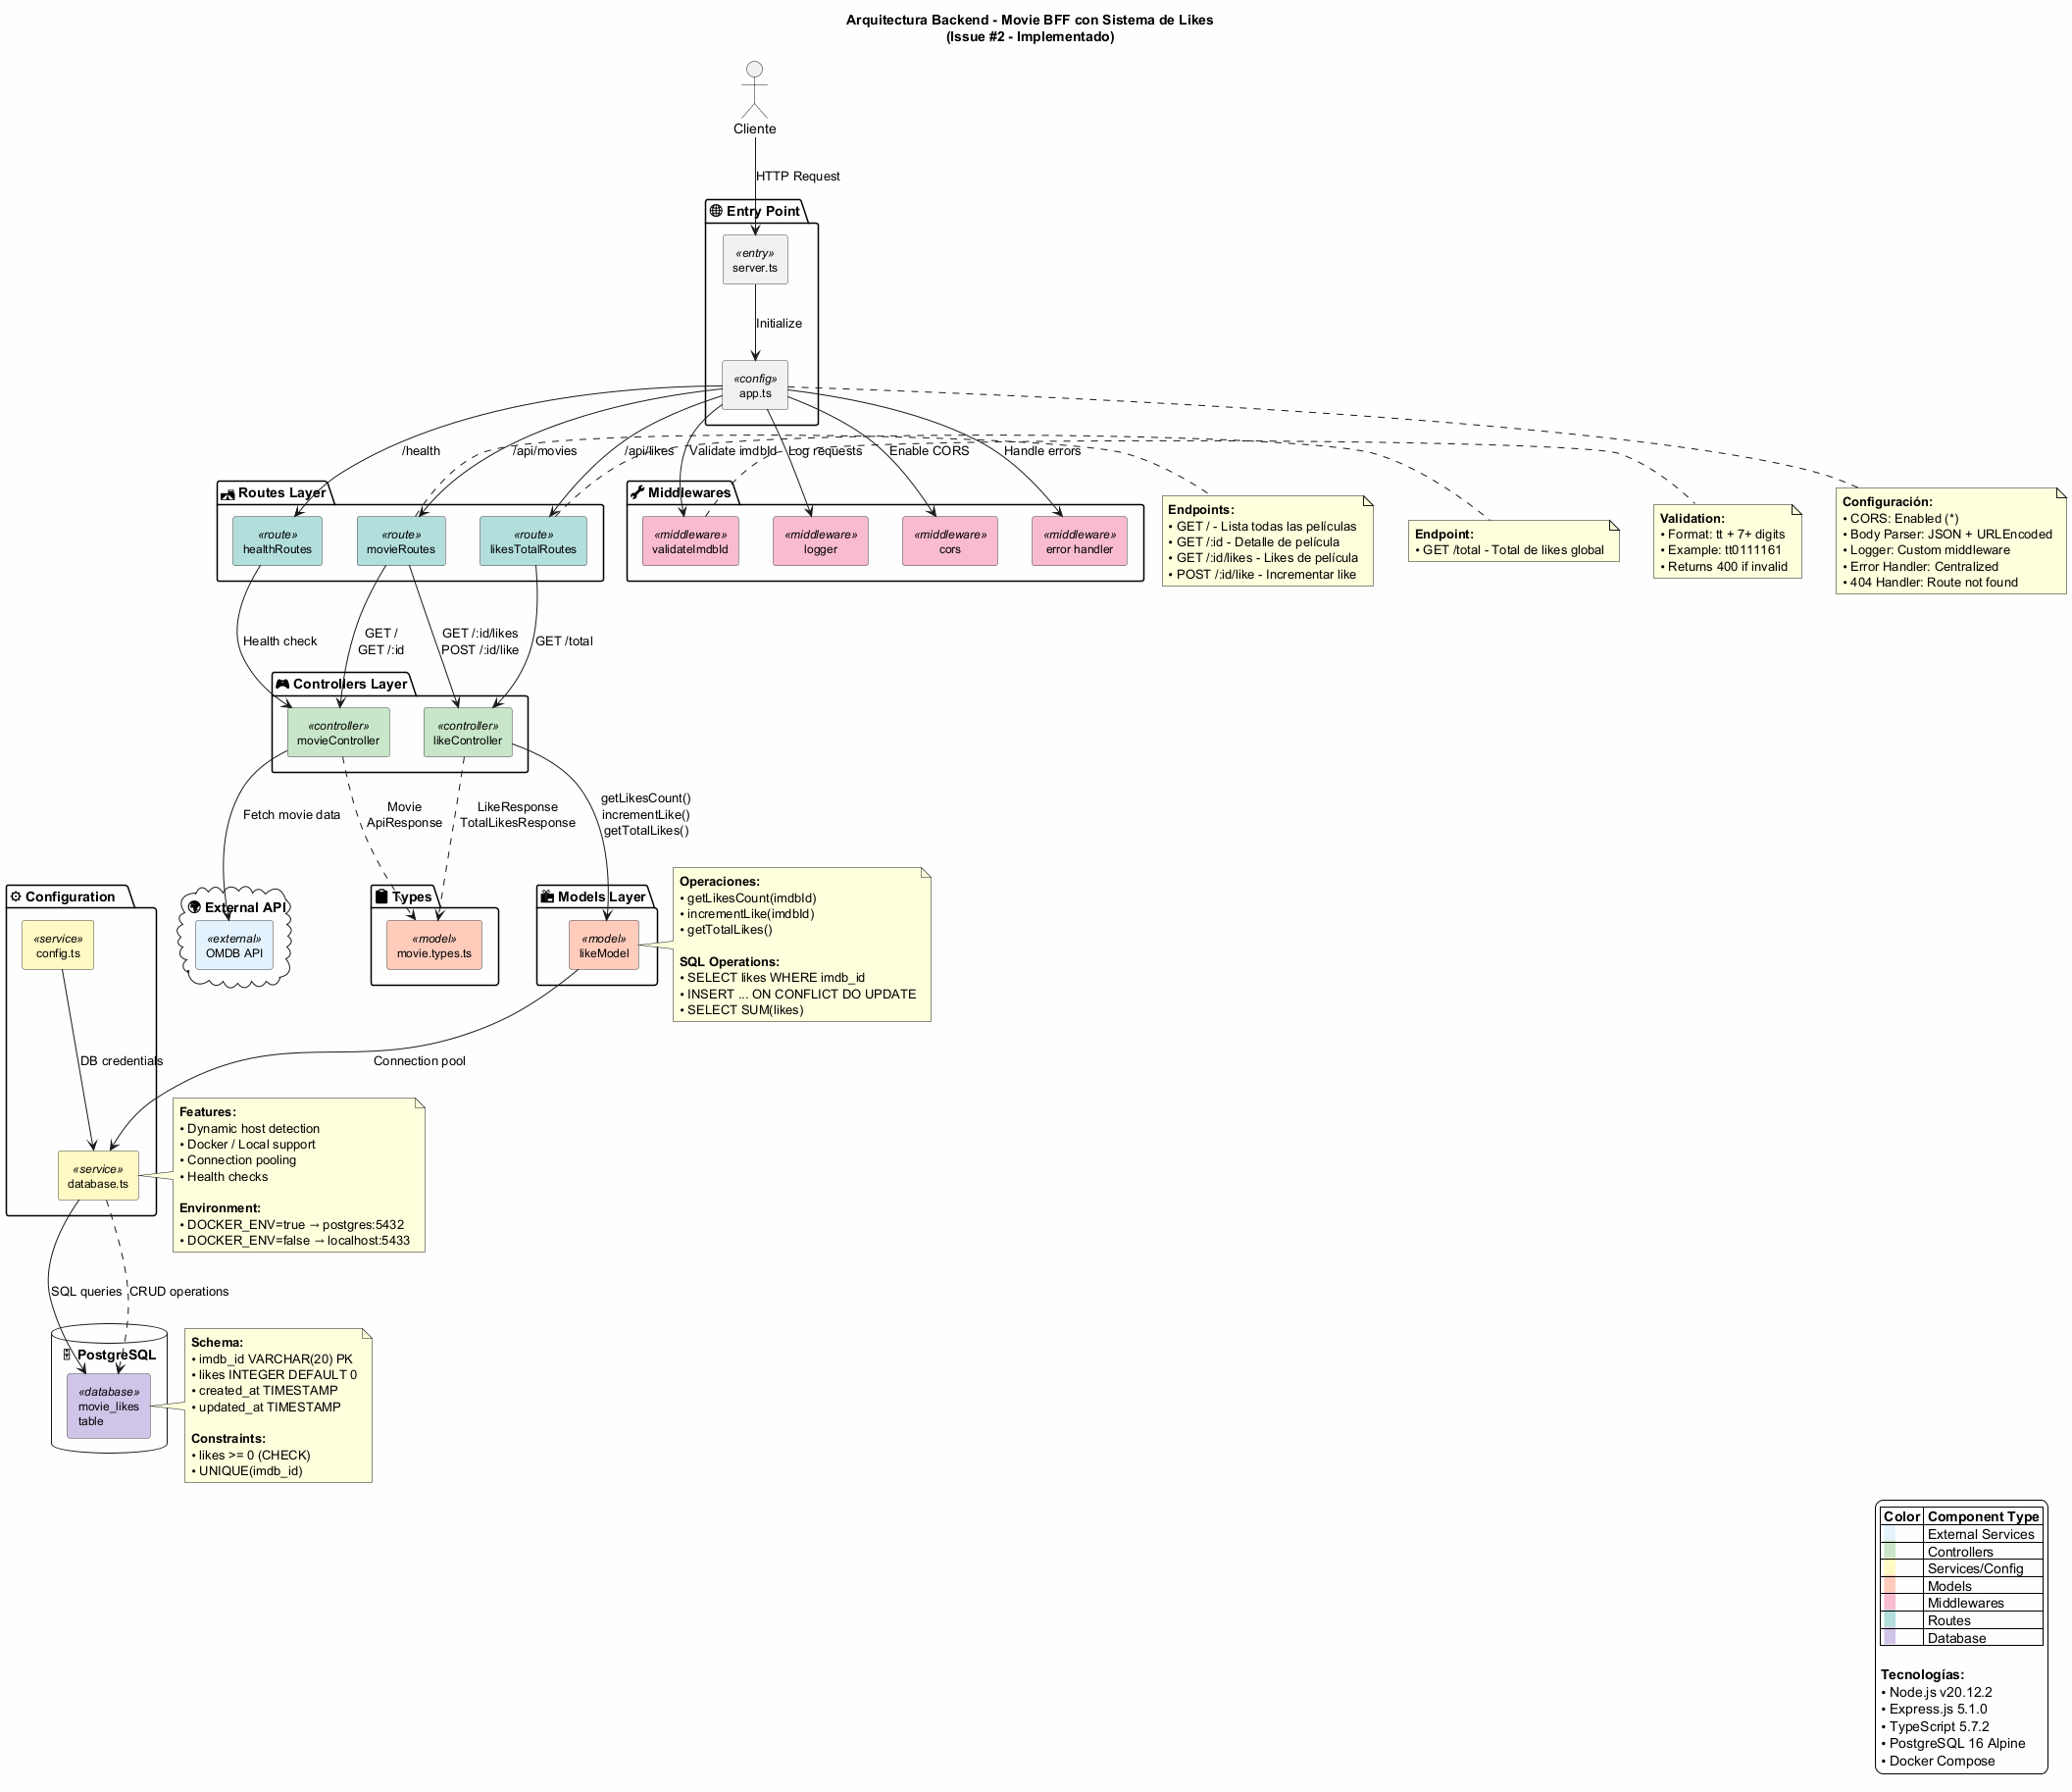 Arquitectura Backend - Movie BFF con Sistema de Likes
(Issue #2 - Implementado)
Cliente
HTTP Request
Entry Point
«entry»
server.ts
Initialize
«config»
app.ts
/health
/api/movies
/api/likes
Validate imdbId
Log requests
Enable CORS
Handle errors
Routes Layer
«route»
healthRoutes
«route»
movieRoutes
«route»
likesTotalRoutes
Middlewares
«middleware»
validateImdbId
«middleware»
logger
«middleware»
cors
«middleware»
error handler
Endpoints:
• GET / - Lista todas las películas
• GET /:id - Detalle de película
• GET /:id/likes - Likes de película
• POST /:id/like - Incrementar like
Endpoint:
• GET /total - Total de likes global
Validation:
• Format: tt + 7+ digits
• Example: tt0111161
• Returns 400 if invalid
Configuración:
• CORS: Enabled (*)
• Body Parser: JSON + URLEncoded
• Logger: Custom middleware
• Error Handler: Centralized
• 404 Handler: Route not found
Health check
GET /
GET /:id
GET /:id/likes
POST /:id/like
GET /total
Controllers Layer
«controller»
movieController
«controller»
likeController
Fetch movie data
Movie
ApiResponse
LikeResponse
TotalLikesResponse
getLikesCount()
incrementLike()
getTotalLikes()
Configuration
«service»
config.ts
External API
«external»
OMDB API
Types
«model»
movie.types.ts
Models Layer
«model»
likeModel
Operaciones:
• getLikesCount(imdbId)
• incrementLike(imdbId)
• getTotalLikes()
SQL Operations:
• SELECT likes WHERE imdb_id
• INSERT ... ON CONFLICT DO UPDATE
• SELECT SUM(likes)
DB credentials
Connection pool
«service»
database.ts
Features:
• Dynamic host detection
• Docker / Local support
• Connection pooling
• Health checks
Environment:
• DOCKER_ENV=true → postgres:5432
• DOCKER_ENV=false → localhost:5433
SQL queries
CRUD operations
PostgreSQL
«database»
movie_likes
table
Schema:
• imdb_id VARCHAR(20) PK
• likes INTEGER DEFAULT 0
• created_at TIMESTAMP
• updated_at TIMESTAMP
Constraints:
• likes >= 0 (CHECK)
• UNIQUE(imdb_id)
Color Component Type
External Services
Controllers
Services/Config
Models
Middlewares
Routes
Database
Tecnologías:
• Node.js v20.12.2
• Express.js 5.1.0
• TypeScript 5.7.2
• PostgreSQL 16 Alpine
• Docker Compose